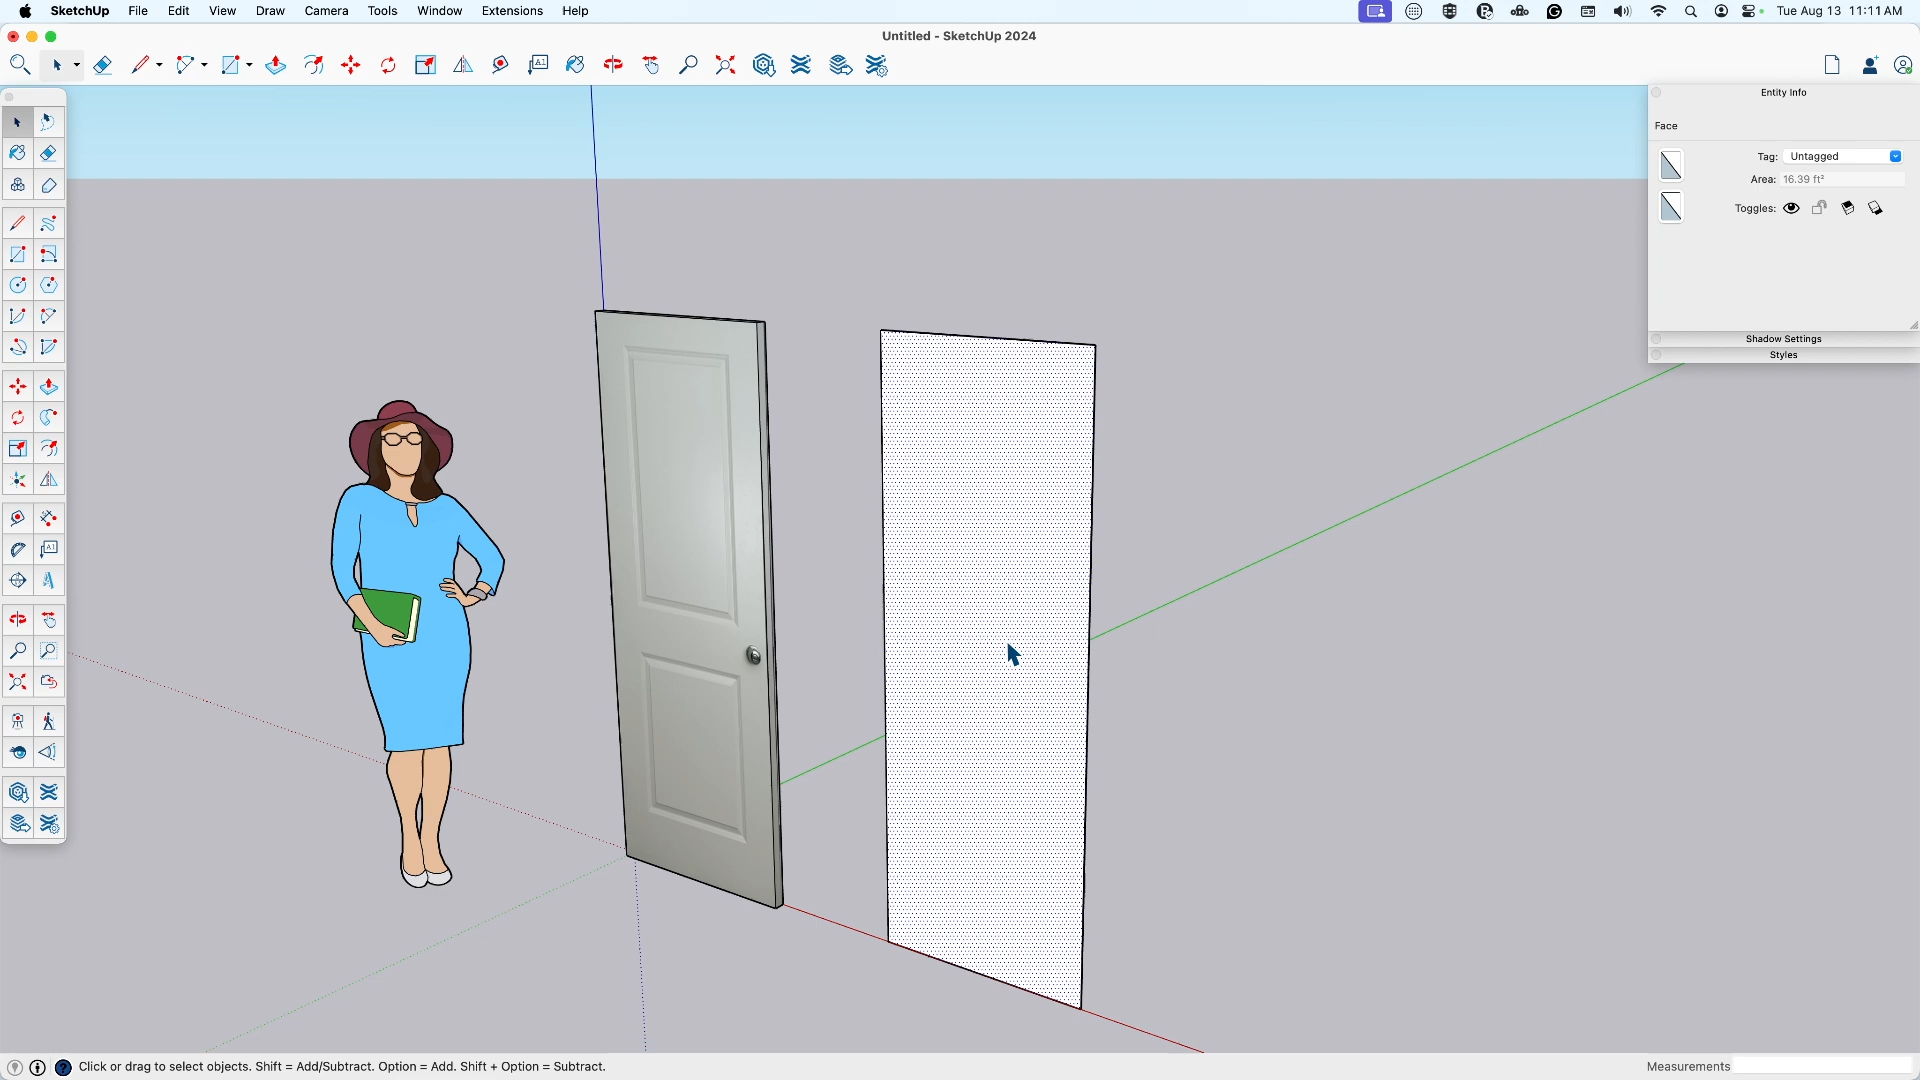 SketchUp File Edit View Draw Camera Tools Window Extensions Help
Tue Aug 13 11:11 AM
Untitled - SketchUp 2024
A1
Entity Info
Face
Tag: Untagged
Area: 16.39 ft²
Toggles:
Shadow Settings
Styles
A1
Click or drag to select objects. Shift = Add/Subtract. Option = Add. Shift + Option = Subtract.
Measurements